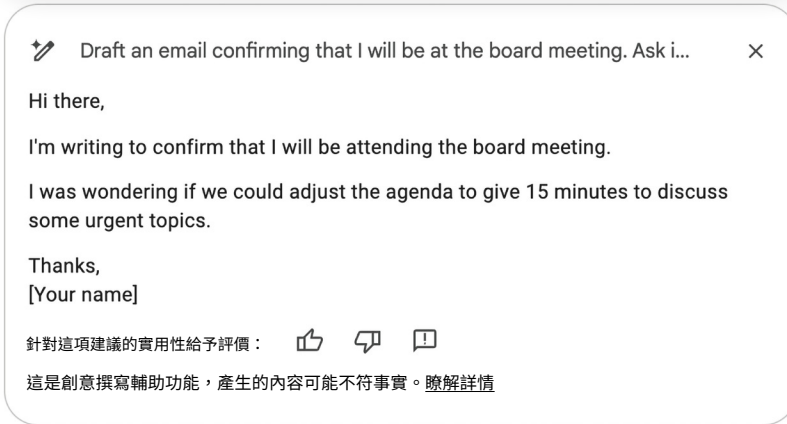 Draft an email confirming that I will be at the board meeting. Ask i...
Hi there,
I'm writing to confirm that I will be attending the board meeting.
I was wondering if we could adjust the agenda to give 15 minutes to discuss
some urgent topics.
Thanks,
[Your name]
針對這項建議的實用性給予評價：
這是創意撰寫輔助功能，產生的內容可能不符事實。瞭解詳情